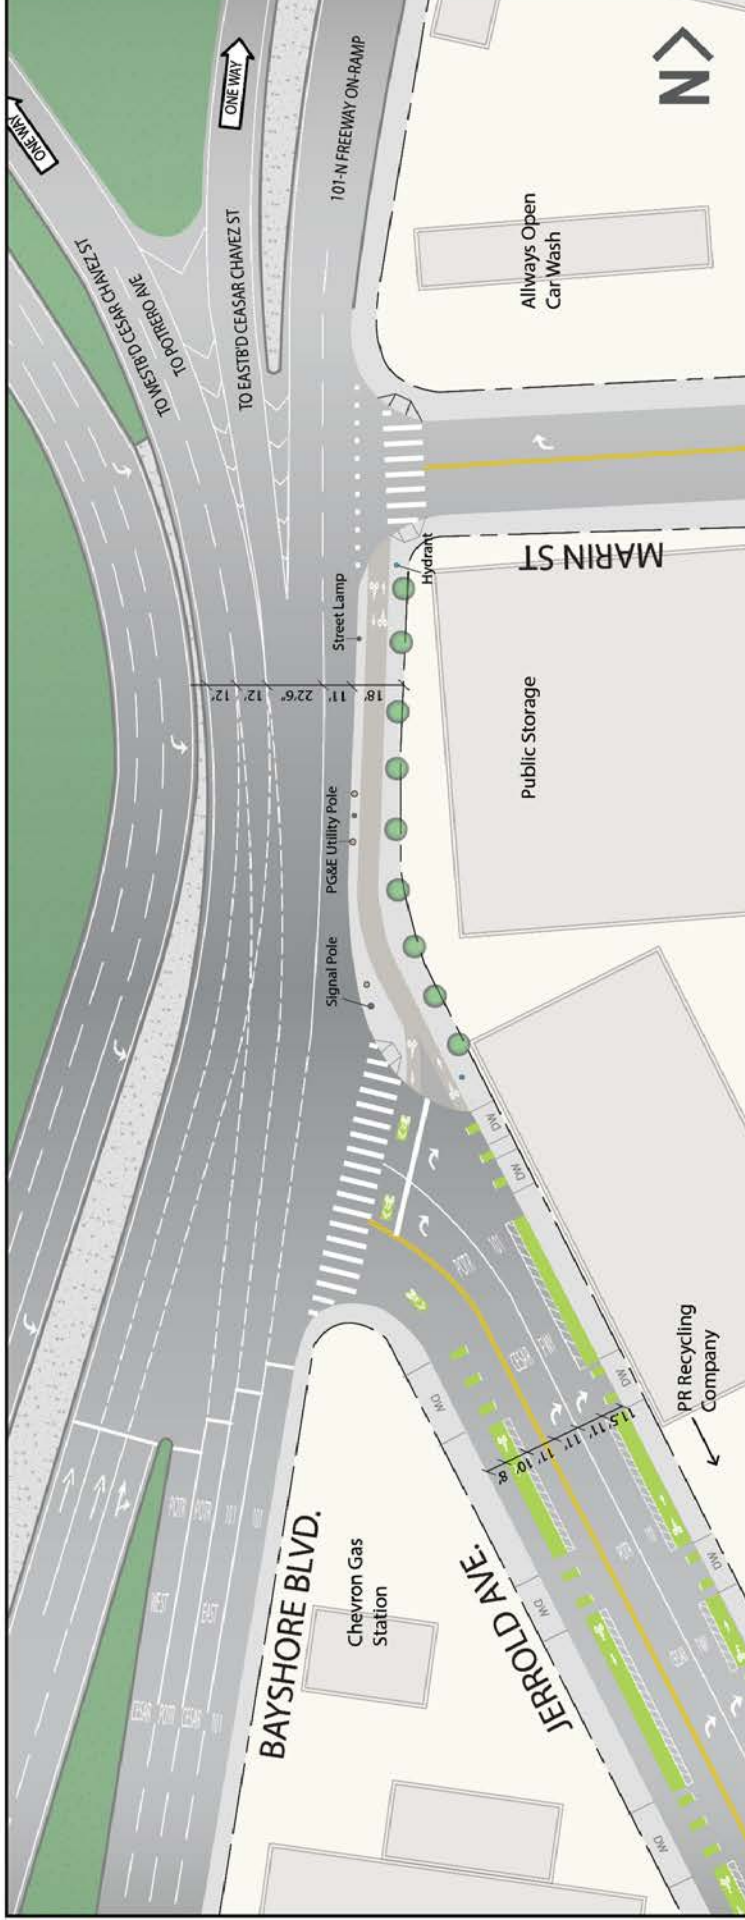 ONE WAY
ONE WAY
N
101-N FREEWAY ON-RAMP
TO WESTB'D CESAR CHAVEZ ST
TO POTRERO AVE
TO EASTB'D CEASAR CHAVEZ ST
Allways Open
Car Wash
MARIN ST
Hydrant
Street Lamp
12'
12'
22'6"
11'
18'
Public Storage
PG&E Utility Pole
Signal Pole
DW
DW
POTR
101
CESAR
FWY
DW
PR Recycling
Company
8'
10'
11'
11'
11'
11.5'
DW
DW
DW
DW
POTR
POTR
101
101
WEST
EAST
CESAR
POTR
CESAR
101
BAYSHORE BLVD.
Chevron Gas
Station
JERROLD AVE.